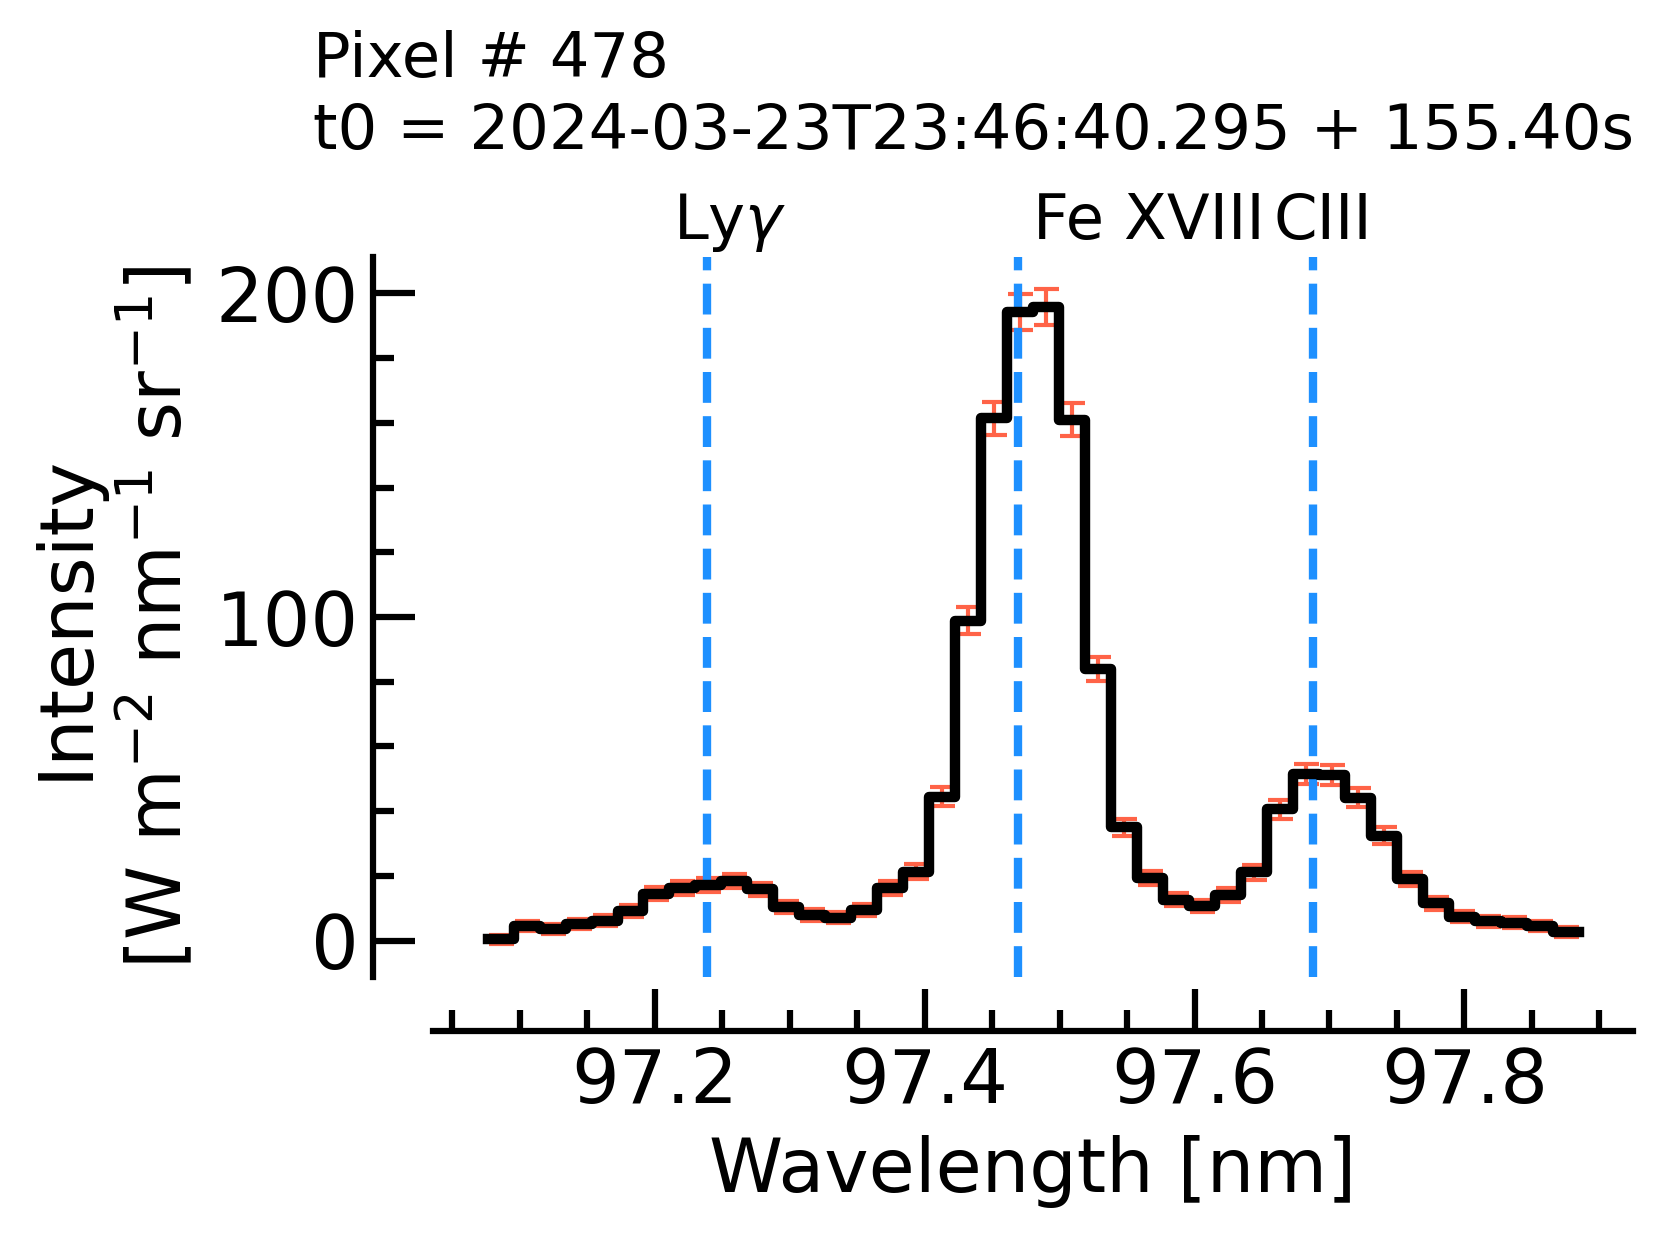 Pixel # 478
t0 = 2024-03-23T23:46:40.295 + 155.40s
Lyγ Fe XVIII CIII
Intensity
[W m⁻² nm⁻¹ sr⁻¹]
200
100
0
97.2 97.4 97.6 97.8
Wavelength [nm]